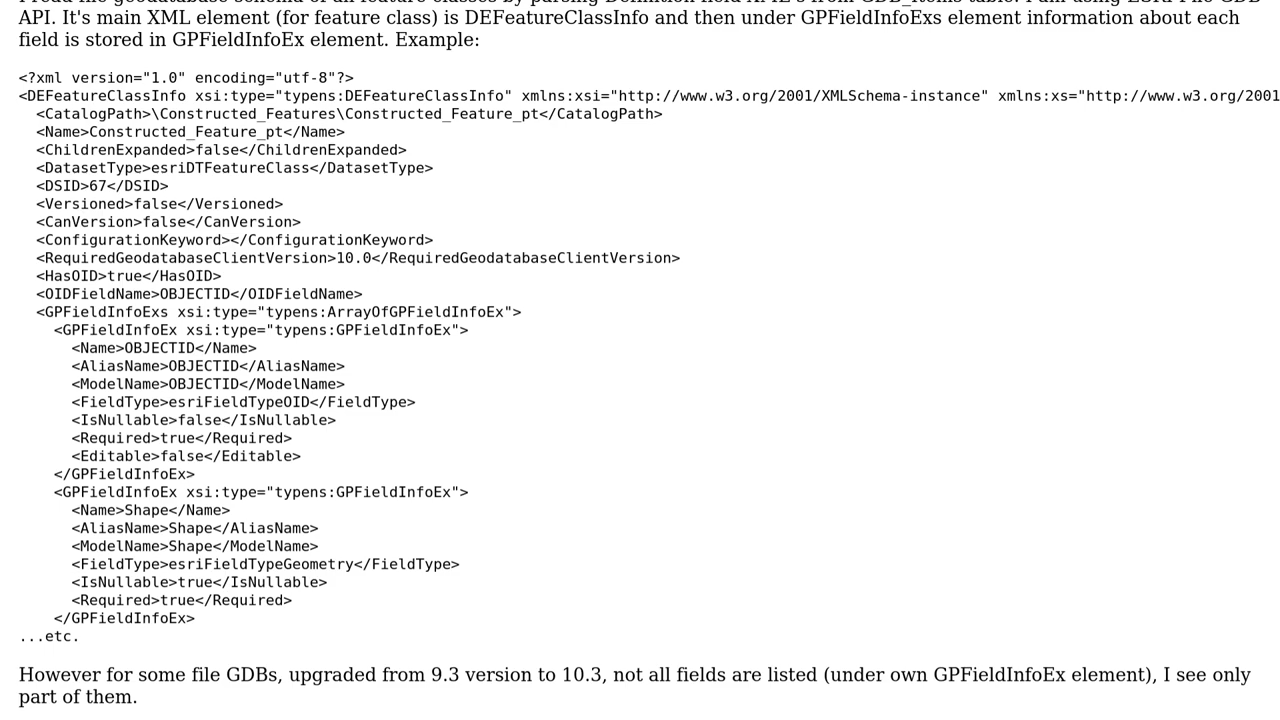 API. It's main XML element (for feature class) is DEFeatureClassInfo and then under GPFieldInfoExs element information about each
field is stored in GPFieldInfoEx element. Example:
<?xml version="1.0" encoding="utf-8"?>
<DEFeatureClassInfo xsi:type="typens:DEFeatureClassInfo" xmlns:xsi="http://www.w3.org/2001/XMLSchema-instance" xmlns:xs="http://www.w3.org/2001
  <CatalogPath>\Constructed_Features\Constructed_Feature_pt</CatalogPath>
  <Name>Constructed_Feature_pt</Name>
  <ChildrenExpanded>false</ChildrenExpanded>
  <DatasetType>esriDTFeatureClass</DatasetType>
  <DSID>67</DSID>
  <Versioned>false</Versioned>
  <CanVersion>false</CanVersion>
  <ConfigurationKeyword></ConfigurationKeyword>
  <RequiredGeodatabaseClientVersion>10.0</RequiredGeodatabaseClientVersion>
  <HasOID>true</HasOID>
  <OIDFieldName>OBJECTID</OIDFieldName>
  <GPFieldInfoExs xsi:type="typens:ArrayOfGPFieldInfoEx">
    <GPFieldInfoEx xsi:type="typens:GPFieldInfoEx">
      <Name>OBJECTID</Name>
      <AliasName>OBJECTID</AliasName>
      <ModelName>OBJECTID</ModelName>
      <FieldType>esriFieldTypeOID</FieldType>
      <IsNullable>false</IsNullable>
      <Required>true</Required>
      <Editable>false</Editable>
    </GPFieldInfoEx>
    <GPFieldInfoEx xsi:type="typens:GPFieldInfoEx">
      <Name>Shape</Name>
      <AliasName>Shape</AliasName>
      <ModelName>Shape</ModelName>
      <FieldType>esriFieldTypeGeometry</FieldType>
      <IsNullable>true</IsNullable>
      <Required>true</Required>
    </GPFieldInfoEx>
...etc.
However for some file GDBs, upgraded from 9.3 version to 10.3, not all fields are listed (under own GPFieldInfoEx element), I see only
part of them.